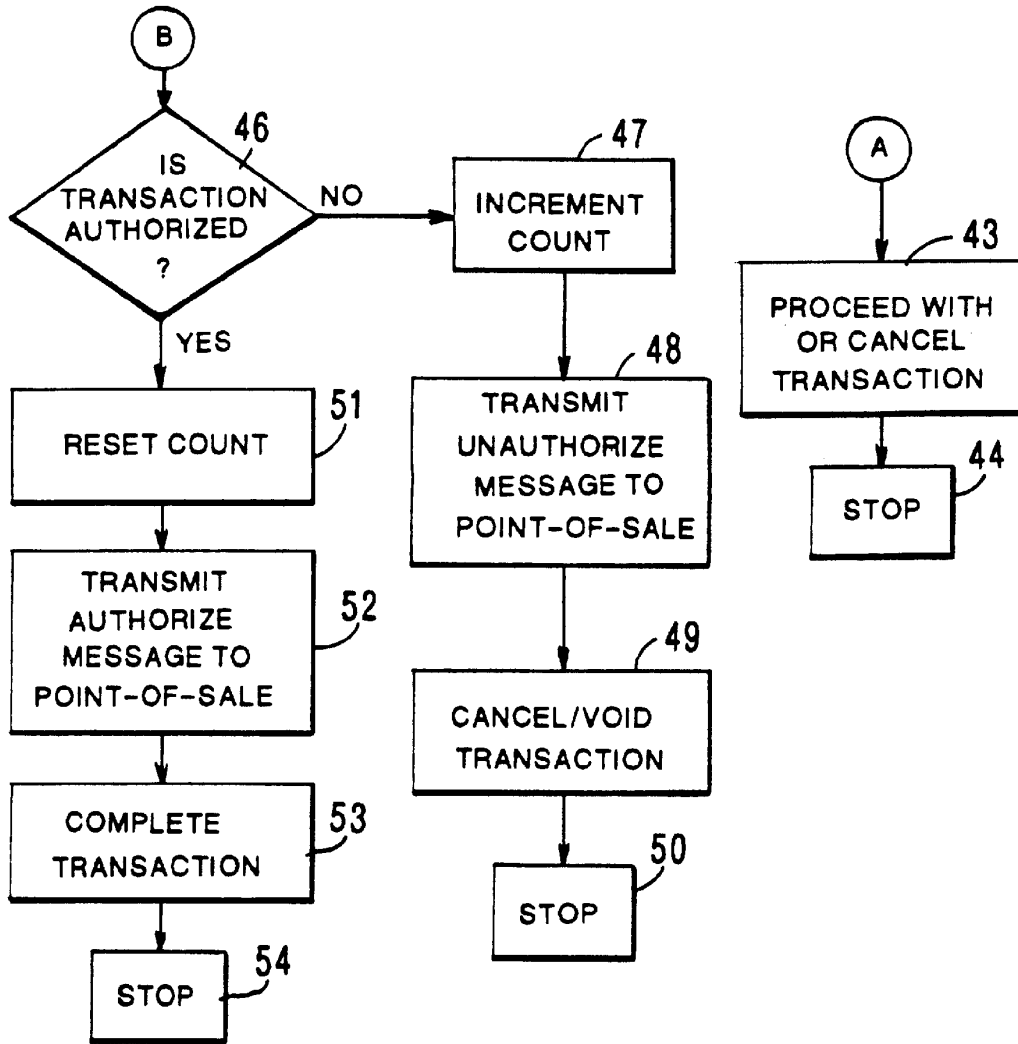 B
46
IS
TRANSACTION
AUTHORIZED
?
NO
YES
51
RESET COUNT
52
TRANSMIT
AUTHORIZE
MESSAGE TO
POINT-OF-SALE
53
COMPLETE
TRANSACTION
54
STOP
47
INCREMENT
COUNT
48
TRANSMIT
UNAUTHORIZE
MESSAGE TO
POINT-OF-SALE
49
CANCEL/VOID
TRANSACTION
50
STOP
A
43
PROCEED WITH
OR CANCEL
TRANSACTION
44
STOP